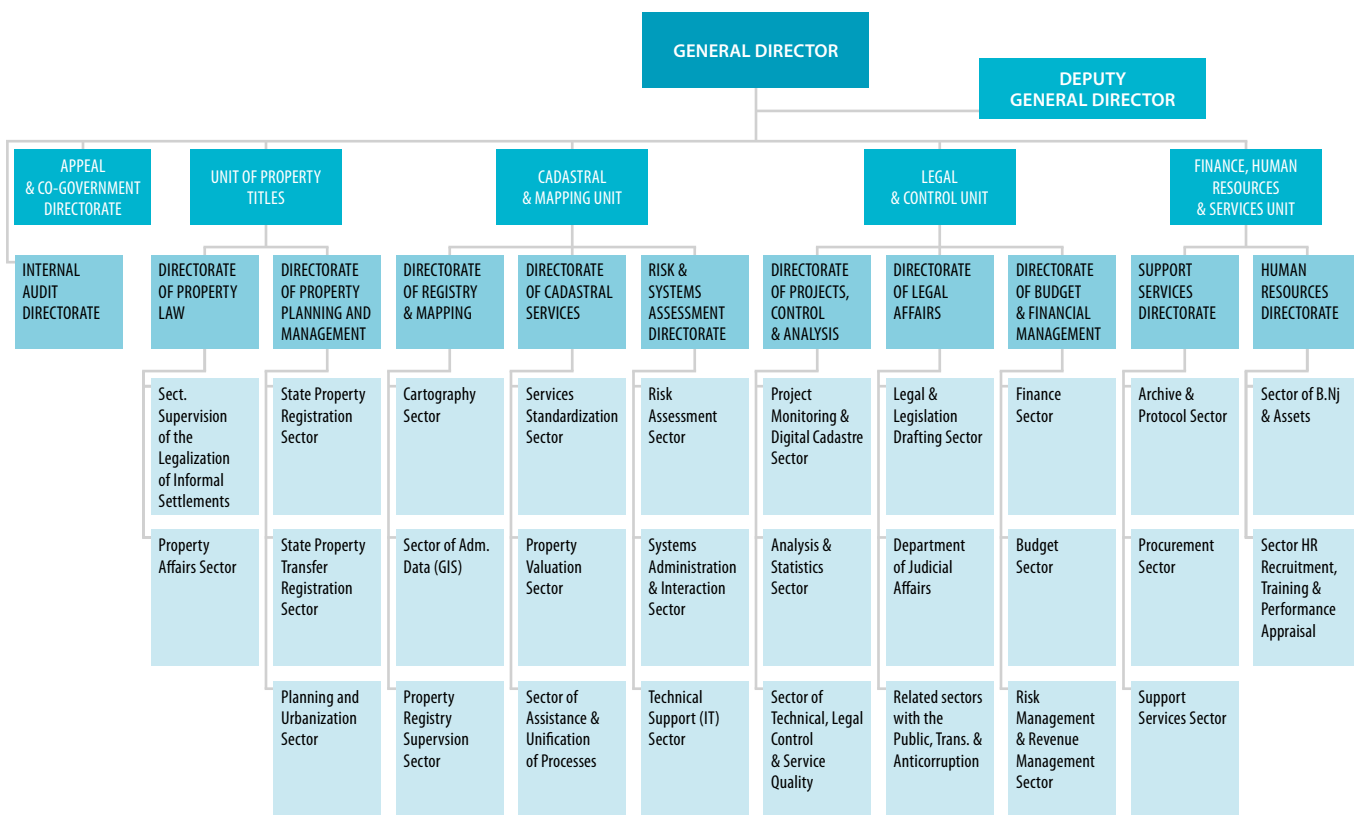 GENERAL DIRECTOR
DEPUTY
GENERAL DIRECTOR
APPEAL
& CO-GOVERNMENT
DIRECTORATE
UNIT OF PROPERTY
TITLES
CADASTRAL
& MAPPING UNIT
LEGAL
& CONTROL UNIT
FINANCE, HUMAN
RESOURCES
& SERVICES UNIT
INTERNAL
AUDIT
DIRECTORATE
DIRECTORATE
OF PROPERTY
LAW
DIRECTORATE
OF PROPERTY
PLANNING AND
MANAGEMENT
DIRECTORATE
OF REGISTRY
& MAPPING
DIRECTORATE
OF CADASTRAL
SERVICES
RISK &
SYSTEMS
ASSESSMENT
DIRECTORATE
DIRECTORATE
OF PROJECTS,
CONTROL
& ANALYSIS
DIRECTORATE
OF LEGAL
AFFAIRS
DIRECTORATE
OF BUDGET
& FINANCIAL
MANAGEMENT
SUPPORT
SERVICES
DIRECTORATE
HUMAN
RESOURCES
DIRECTORATE
Sect.
Supervision
of the
Legalization
of Informal
Settlements
State Property
Registration
Sector
Cartography
Sector
Services
Standardization
Sector
Risk
Assessment
Sector
Project
Monitoring &
Digital Cadastre
Sector
Legal &
Legislation
Drafting Sector
Finance
Sector
Archive &
Protocol Sector
Sector of B.Nj
& Assets
Property
Affairs Sector
State Property
Transfer
Registration
Sector
Sector of Adm.
Data (GIS)
Property
Valuation
Sector
Systems
Administration
& Interaction
Sector
Analysis &
Statistics
Sector
Department
of Judicial
Affairs
Budget
Sector
Procurement
Sector
Sector HR
Recruitment,
Training &
Performance
Appraisal
Planning and
Urbanization
Sector
Property
Registry
Supervsion
Sector
Sector of
Assistance &
Unification
of Processes
Technical
Support (IT)
Sector
Sector of
Technical, Legal
Control
& Service
Quality
Related sectors
with the
Public, Trans. &
Anticorruption
Risk
Management
& Revenue
Management
Sector
Support
Services Sector